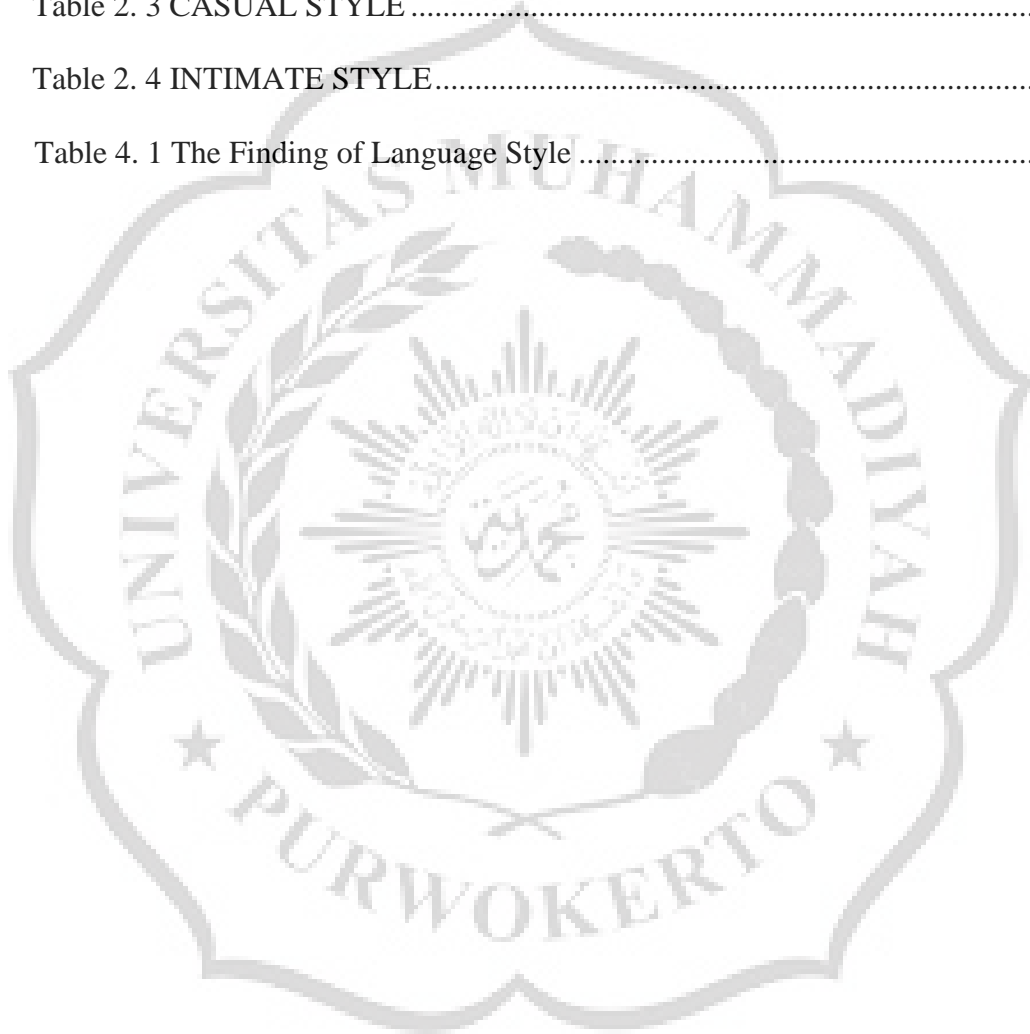 Table 2. 3 CASUAL STYLE ........................................................................
Table 2. 4 INTIMATE STYLE........................................................................
Table 4. 1 The Finding of Language Style ........................................................
UNIVERSITAS MUHAMMADIYAH
PURWOKERTO